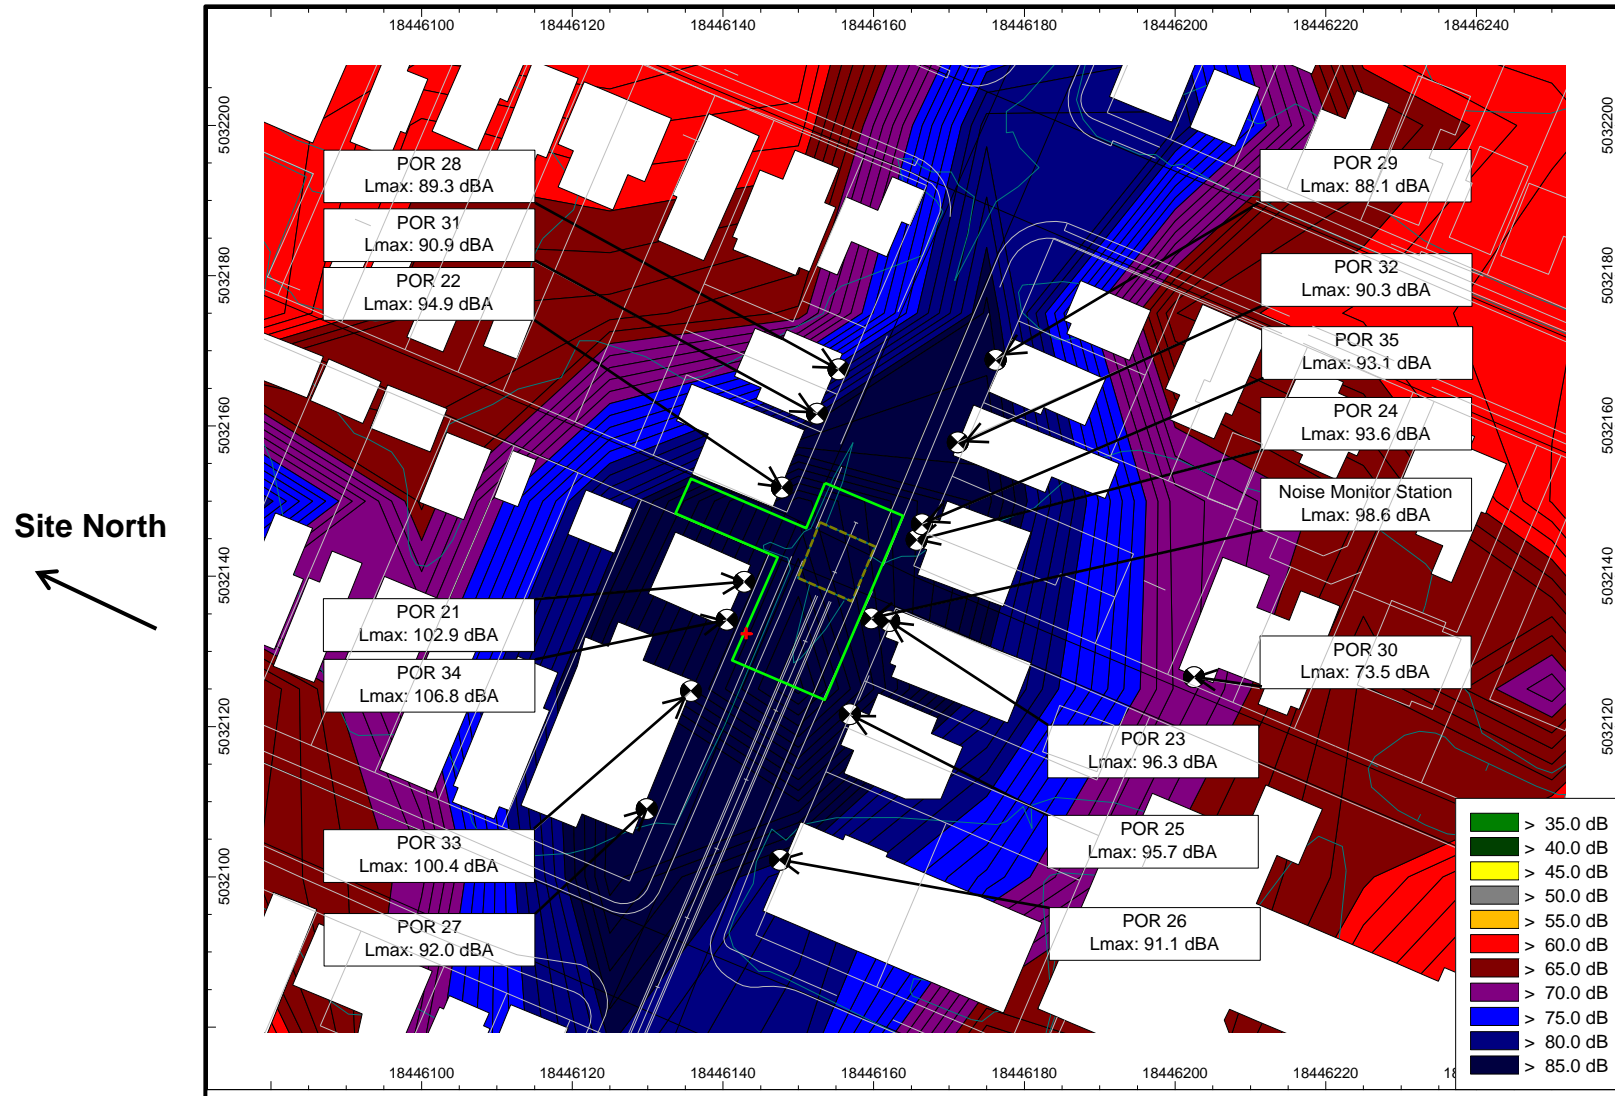 18446100 18446120 18446140 18446160 18446180 18446200 18446220 18446240
5032200
5032180
5032160
5032140
5032120
5032100
5032200
5032180
5032160
5032140
5032120
Site North
POR 28
Lmax: 89.3 dBA
POR 31
Lmax: 90.9 dBA
POR 22
Lmax: 94.9 dBA
POR 21
Lmax: 102.9 dBA
POR 34
Lmax: 106.8 dBA
POR 33
Lmax: 100.4 dBA
POR 27
Lmax: 92.0 dBA
POR 29
Lmax: 88.1 dBA
POR 32
Lmax: 90.3 dBA
POR 35
Lmax: 93.1 dBA
POR 24
Lmax: 93.6 dBA
Noise Monitor Station
Lmax: 98.6 dBA
POR 30
Lmax: 73.5 dBA
POR 23
Lmax: 96.3 dBA
POR 25
Lmax: 95.7 dBA
POR 26
Lmax: 91.1 dBA
> 35.0 dB
> 40.0 dB
> 45.0 dB
> 50.0 dB
> 55.0 dB
> 60.0 dB
> 65.0 dB
> 70.0 dB
> 75.0 dB
> 80.0 dB
> 85.0 dB
18446100 18446120 18446140 18446160 18446180 18446200 18446220